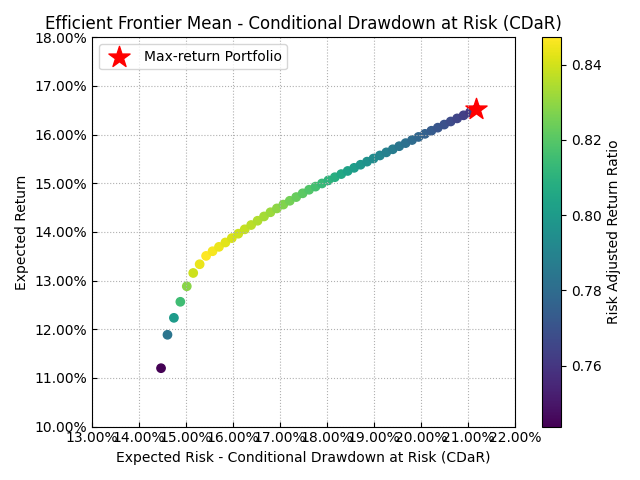 Efficient Frontier Mean - Conditional Drawdown at Risk (CDaR)
Max-return Portfolio
18.00%
17.00%
16.00%
15.00%
14.00%
13.00%
12.00%
11.00%
10.00%
Expected Return
13.00% 14.00% 15.00% 16.00% 17.00% 18.00% 19.00% 20.00% 21.00% 22.00%
Expected Risk - Conditional Drawdown at Risk (CDaR)
0.84
0.82
0.80
0.78
0.76
Risk Adjusted Return Ratio